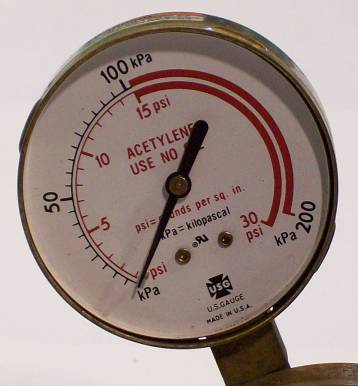 100 kPa
15 psi
ACETYLENE
USE NO
10
50
5
psi = pounds per sq. in.
kPa = kilopascal
30
psi
200
kPa
psi
kPa
USG
U.S. GAUGE
MADE IN U.S.A.